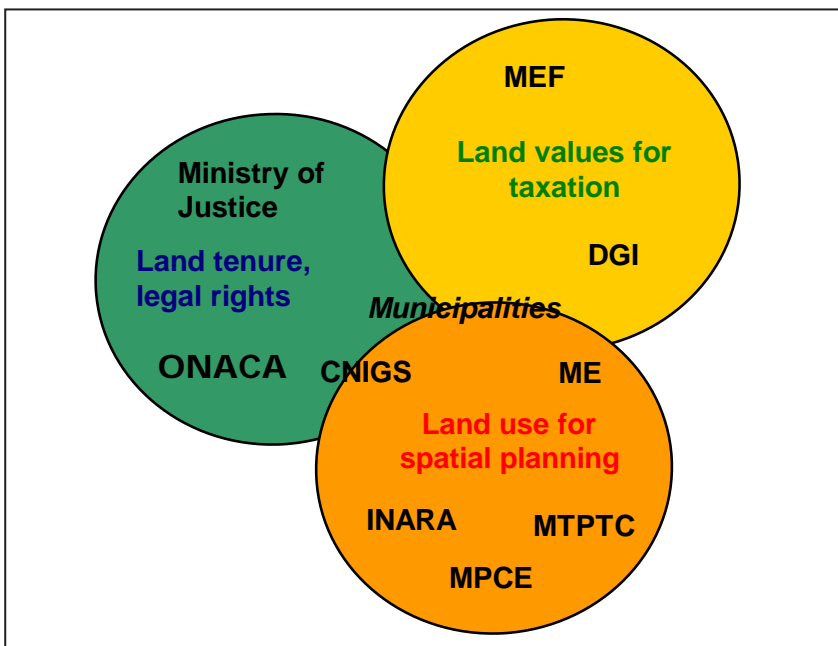 MEF
Land values for
taxation
DGI
Ministry of
Justice
Land tenure,
legal rights
ONACA
Municipalities
CNIGS
ME
Land use for
spatial planning
INARA
MTPTC
MPCE